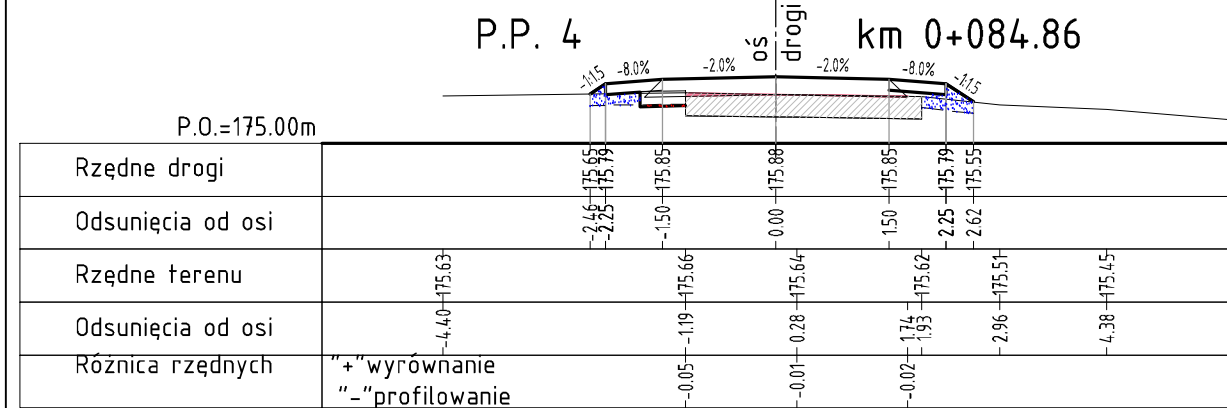 P.P. 4
oś drogi
km 0+084.86
-1:1.5 -8.0% -2.0% -2.0% -8.0% -1:1.5
P.O.=175.00m
Rzędne drogi 175.65 175.79 175.85 175.88 175.85 175.79 175.55
Odsunięcia od osi -2.46 -2.25 -1.50 0.00 1.50 2.25 2.62
Rzędne terenu 175.63 175.66 175.64 175.62 175.51 175.45
Odsunięcia od osi -4.40 -1.19 0.28 1.74 1.93 2.96 4.38
Różnica rzędnych "+"wyrównanie -0.05 -0.01 -0.02
"-"profilowanie